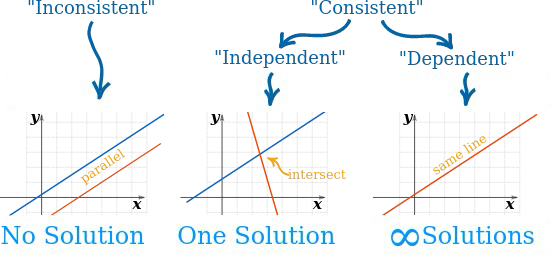 "Inconsistent"
"Consistent"
"Independent"
"Dependent"
y
parallel
x
y
intersect
x
y
same line
x
No Solution
One Solution
∞ Solutions